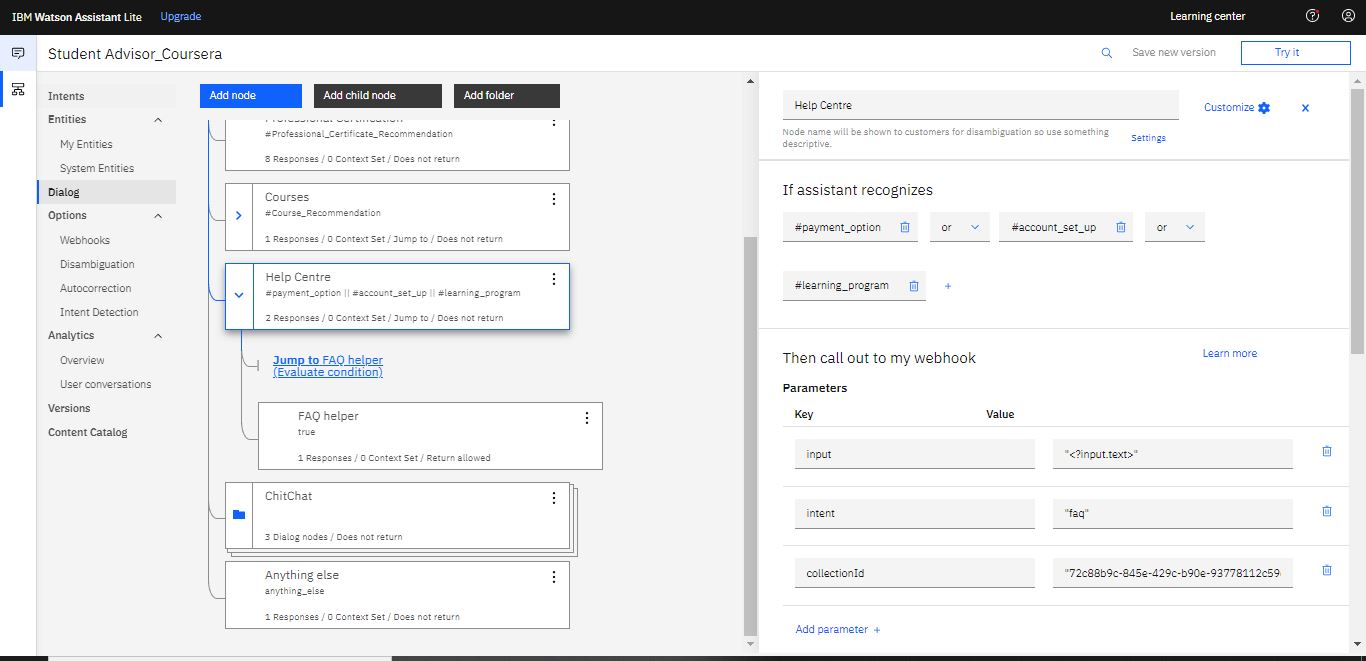 IBM Watson Assistant Lite
Upgrade
Learning center
Student Advisor_Coursera
Save new version
Try it
Intents
Entities
My Entities
System Entities
Dialog
Options
Webhooks
Disambiguation
Autocorrection
Intent Detection
Analytics
Overview
User conversations
Versions
Content Catalog
Add node
Add child node
Add folder
Professional Certification
#Professional_Certificate_Recommendation
8 Responses / 0 Context Set / Does not return
Courses
#Course_Recommendation
1 Responses / 0 Context Set / Jump to / Does not return
Help Centre
#payment_option || #account_set_up || #learning_program
2 Responses / 0 Context Set / Jump to / Does not return
Jump to FAQ helper
(Evaluate condition)
FAQ helper
true
1 Responses / 0 Context Set / Return allowed
ChitChat
3 Dialog nodes / Does not return
Anything else
anything_else
1 Responses / 0 Context Set / Does not return
Help Centre
Customize
Node name will be shown to customers for disambiguation so use something
descriptive.
Settings
If assistant recognizes
#payment_option
or
#account_set_up
or
#learning_program
+
Then call out to my webhook
Learn more
Parameters
Key
Value
input
"<?input.text>"
intent
"faq"
collectionId
"72c88b9c-845e-429c-b90e-93778112c59
Add parameter +